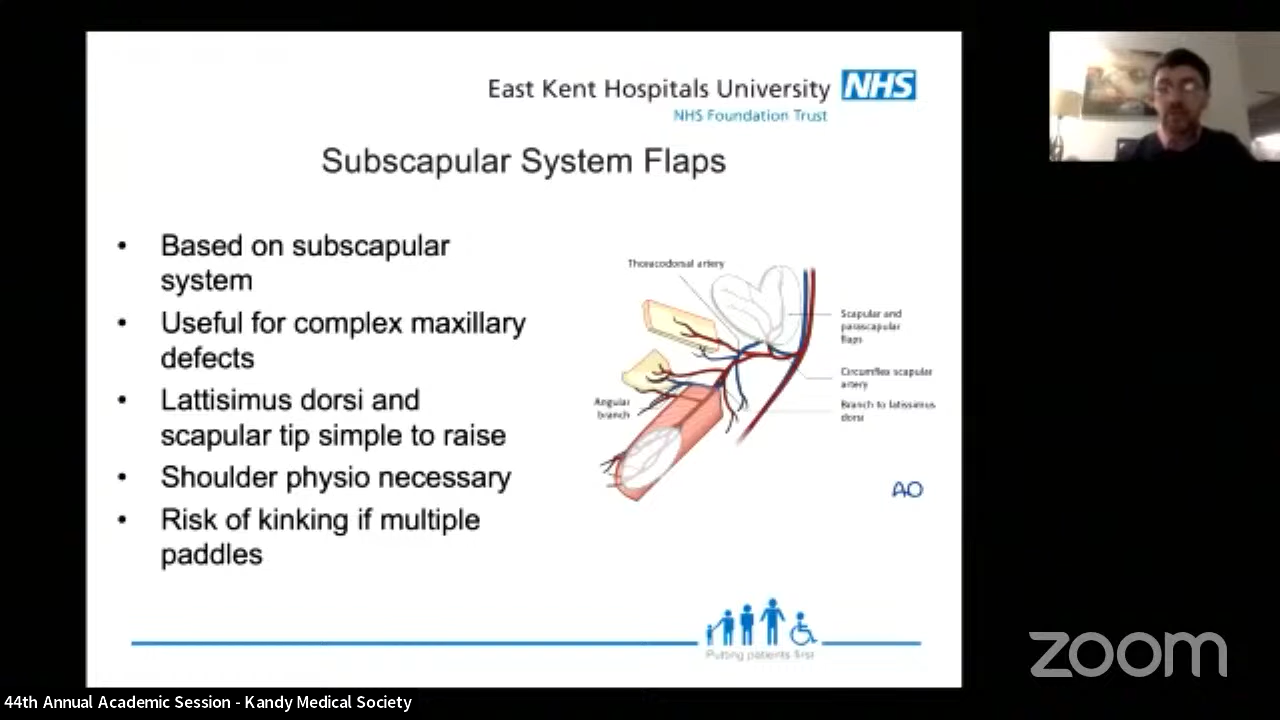 East Kent Hospitals University NHS
NHS Foundation Trust
Subscapular System Flaps
• Based on subscapular
system
• Useful for complex maxillary
defects
• Lattisimus dorsi and
scapular tip simple to raise
• Shoulder physio necessary
• Risk of kinking if multiple
paddles
Thoracodorsal artery
Scapular and
parascapular
flaps
Circumflex scapular
artery
Angular
branch
Branch to latissimus
dorsi
AO
Putting patients first
zoom
44th Annual Academic Session - Kandy Medical Society